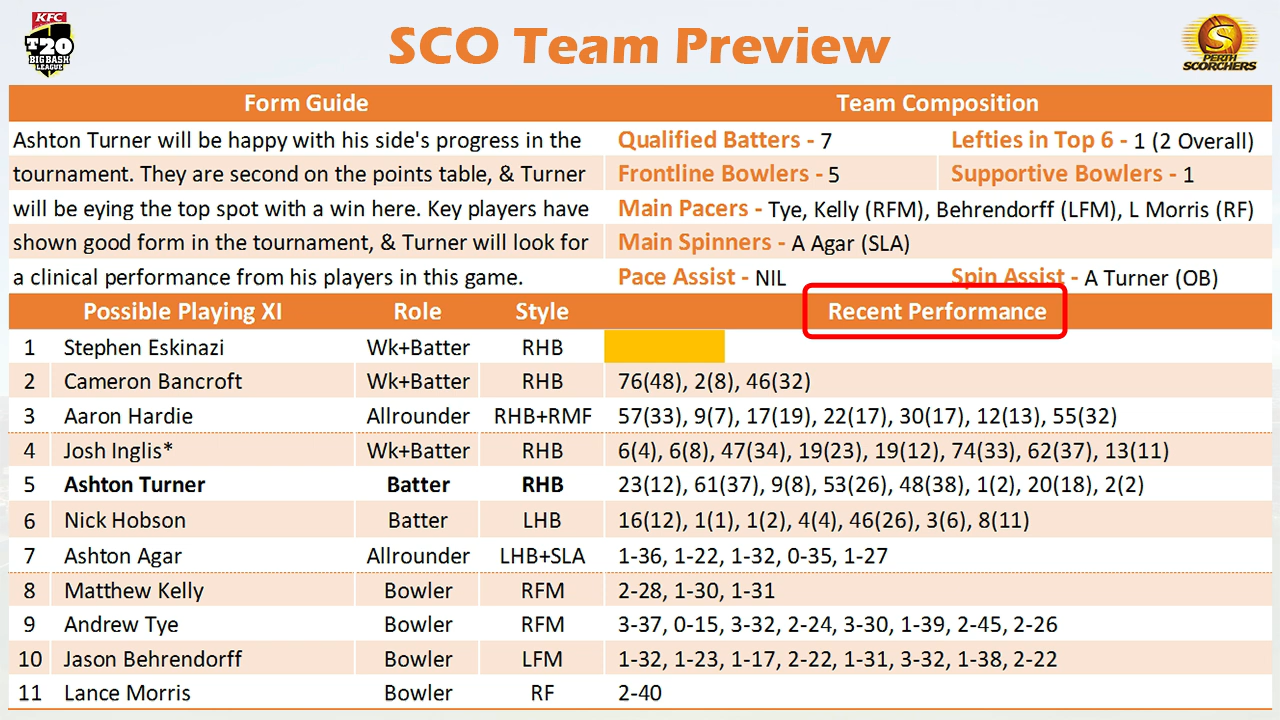 KFC
T20
BIG BASH
LEAGUE
SCO Team Preview
PERTH
SCORCHERS
Form Guide
Team Composition
Ashton Turner will be happy with his side's progress in the
tournament. They are second on the points table, & Turner
will be eying the top spot with a win here. Key players have
shown good form in the tournament, & Turner will look for
a clinical performance from his players in this game.
Qualified Batters - 7 Lefties in Top 6 - 1 (2 Overall)
Frontline Bowlers - 5 Supportive Bowlers - 1
Main Pacers - Tye, Kelly (RFM), Behrendorff (LFM), L Morris (RF)
Main Spinners - A Agar (SLA)
Pace Assist - NIL Spin Assist - A Turner (OB)
Possible Playing XI Role Style Recent Performance
1 Stephen Eskinazi Wk+Batter RHB
2 Cameron Bancroft Wk+Batter RHB 76(48), 2(8), 46(32)
3 Aaron Hardie Allrounder RHB+RMF 57(33), 9(7), 17(19), 22(17), 30(17), 12(13), 55(32)
4 Josh Inglis* Wk+Batter RHB 6(4), 6(8), 47(34), 19(23), 19(12), 74(33), 62(37), 13(11)
5 Ashton Turner Batter RHB 23(12), 61(37), 9(8), 53(26), 48(38), 1(2), 20(18), 2(2)
6 Nick Hobson Batter LHB 16(12), 1(1), 1(2), 4(4), 46(26), 3(6), 8(11)
7 Ashton Agar Allrounder LHB+SLA 1-36, 1-22, 1-32, 0-35, 1-27
8 Matthew Kelly Bowler RFM 2-28, 1-30, 1-31
9 Andrew Tye Bowler RFM 3-37, 0-15, 3-32, 2-24, 3-30, 1-39, 2-45, 2-26
10 Jason Behrendorff Bowler LFM 1-32, 1-23, 1-17, 2-22, 1-31, 3-32, 1-38, 2-22
11 Lance Morris Bowler RF 2-40